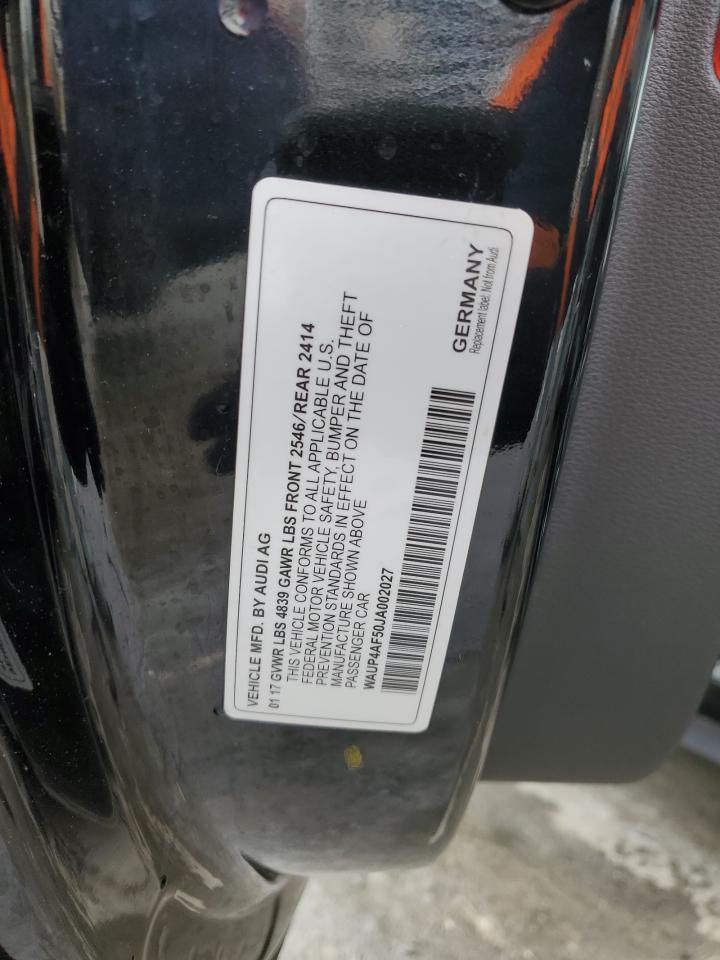 VEHICLE MFD. BY AUDI AG
01 17 GVWR LBS 4839 GAWR LBS FRONT 2546/REAR 2414
THIS VEHICLE CONFORMS TO ALL APPLICABLE U.S.
FEDERAL MOTOR VEHICLE SAFETY, BUMPER AND THEFT
PREVENTION STANDARDS IN EFFECT ON THE DATE OF
MANUFACTURE SHOWN ABOVE
PASSENGER CAR
WAUP4AF50JA002027
GERMANY
Replacement label: Not from Audi